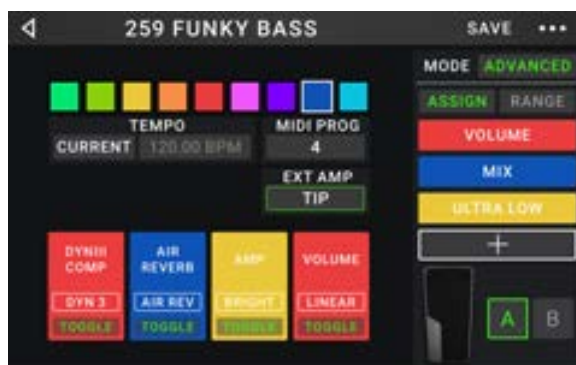 259 FUNKY BASS
SAVE
MODE ADVANCED
ASSIGN RANGE
TEMPO
CURRENT 120.00 BPM
MIDI PROG
4
EXT AMP
TIP
VOLUME
MIX
ULTRA LOW
+
DYNIII
COMP
DYN 3
TOGGLE
AIR
REVERB
AIR REV
TOGGLE
AMP
BRIGHT
TOGGLE
VOLUME
LINEAR
TOGGLE
A B